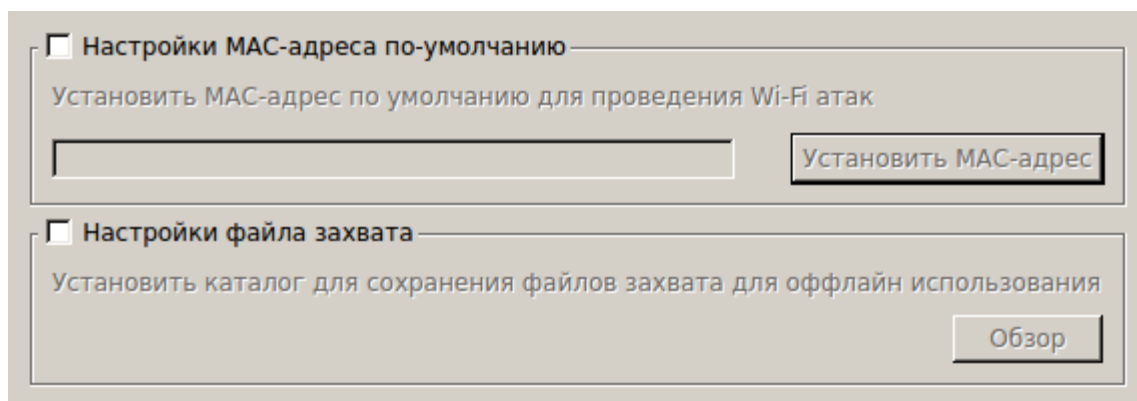 Настройки MAC-адреса по-умолчанию
Установить MAC-адрес по умолчанию для проведения Wi-Fi атак
Установить MAC-адрес
Настройки файла захвата
Установить каталог для сохранения файлов захвата для оффлайн использования
Обзор